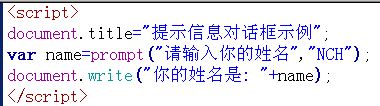 <script>
document.title="提示信息对话框示例";
var name=prompt("请输入你的姓名","NCH");
document.write("你的姓名是: "+name);
</script>